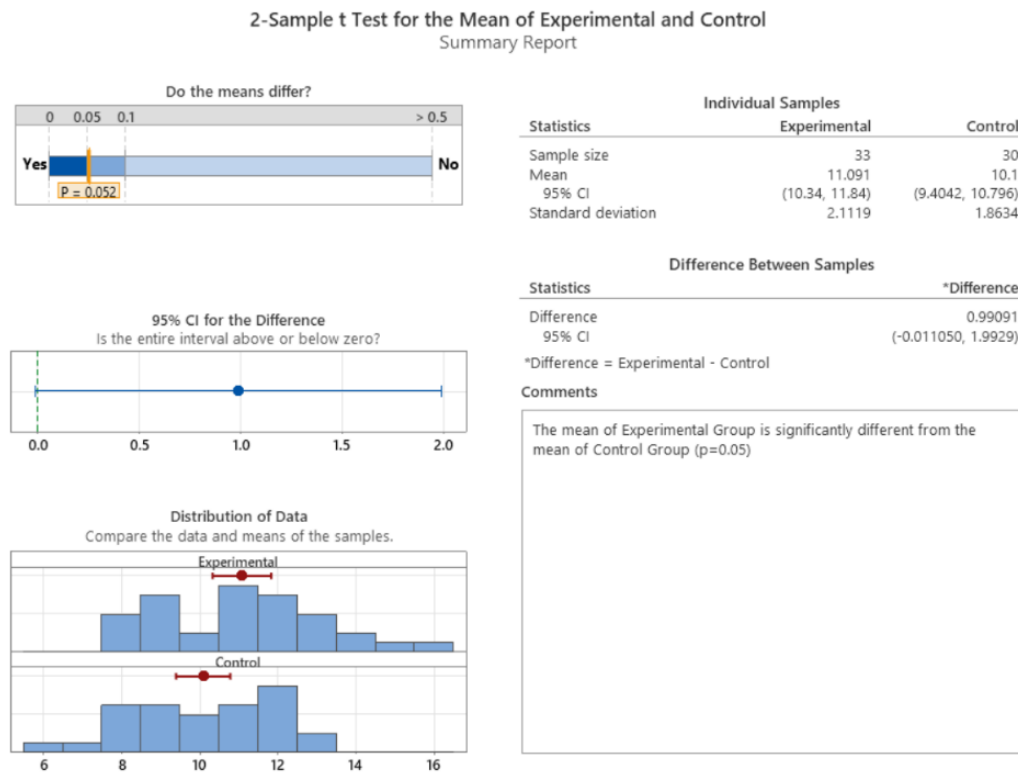 2-Sample t Test for the Mean of Experimental and Control
Summary Report
Do the means differ?
0 0.05 0.1 > 0.5
Yes No
P = 0.052
95% CI for the Difference
Is the entire interval above or below zero?
0.0 0.5 1.0 1.5 2.0
Distribution of Data
Compare the data and means of the samples.
Experimental
Control
6 8 10 12 14 16
Individual Samples
Statistics Experimental Control
Sample size 33 30
Mean 11.091 10.1
95% CI (10.34, 11.84) (9.4042, 10.796)
Standard deviation 2.1119 1.8634
Difference Between Samples
Statistics *Difference
Difference 0.99091
95% CI (-0.011050, 1.9929)
*Difference = Experimental - Control
Comments
The mean of Experimental Group is significantly different from the
mean of Control Group (p=0.05)